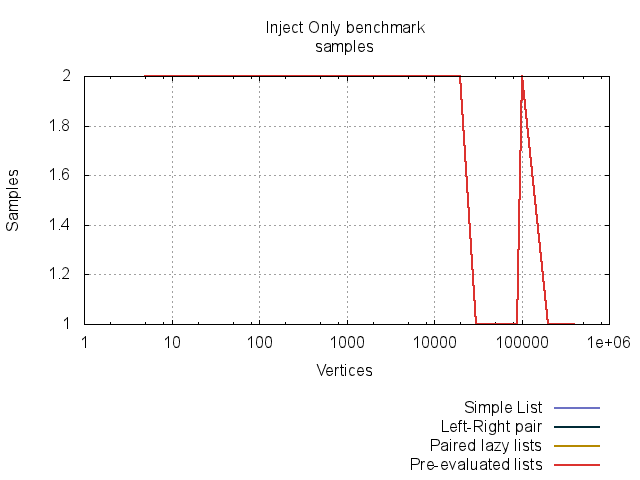 Inject Only benchmark
samples
2
1.8
1.6
1.4
1.2
1
Samples
1 10 100 1000 10000 100000 1e+06
Vertices
Simple List
Left-Right pair
Paired lazy lists
Pre-evaluated lists